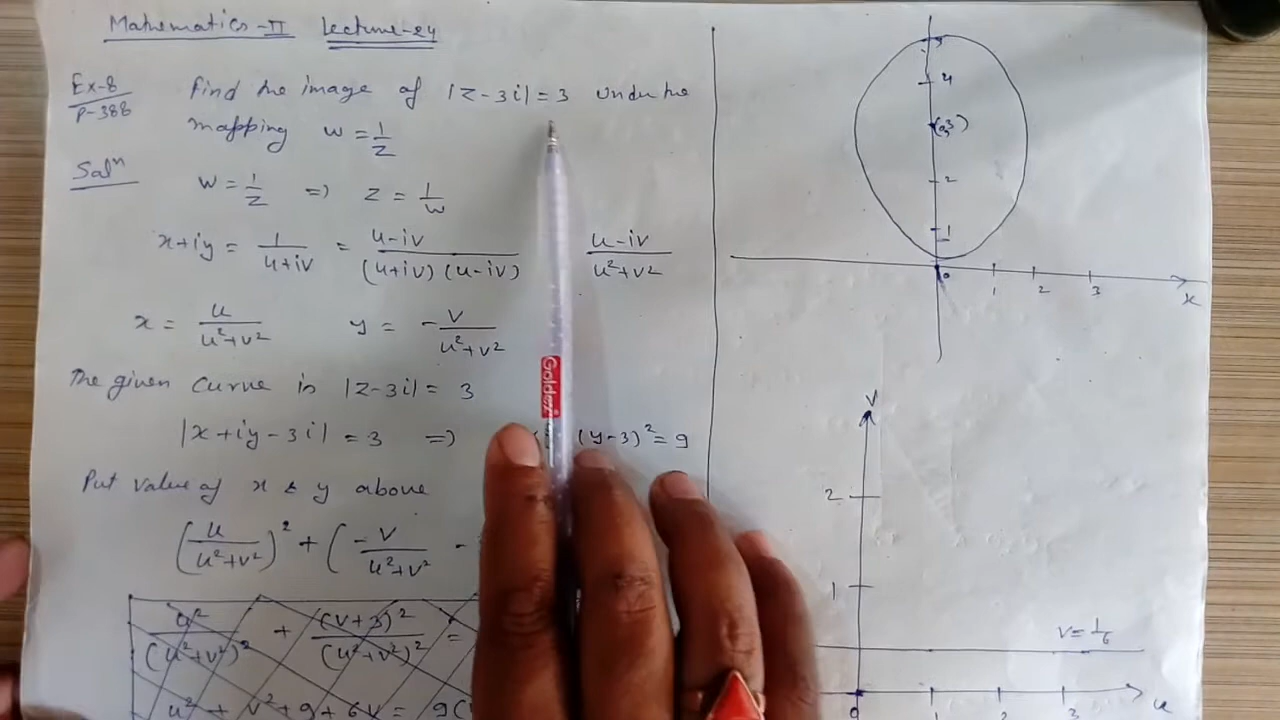 Mathematics-II Lecture-24
Ex-8
P-388
Find the image of |z-3i|=3 under the
mapping w=1/z
Solⁿ
w=1/z => z = 1/w
x+iy = 1/(u+iv) = (u-iv)/((u+iv)(u-iv)) (u-iv)/(u²+v²)
x = u/(u²+v²) y = -v/(u²+v²)
The given curve is |z-3i| = 3
|x+iy-3i| = 3 => (y-3)²=9
Put value of x & y above
(u/(u²+v²))² + (-v/(u²+v²) -
u²/(u²+v²)² + (v+3)²/(u²+v²)² =
u² + v²+9+6v = 9(
Golden
4
(0,3)
2
1
0 1 2 3
x
v
2
1
v=1/6
0 1 2 3
u